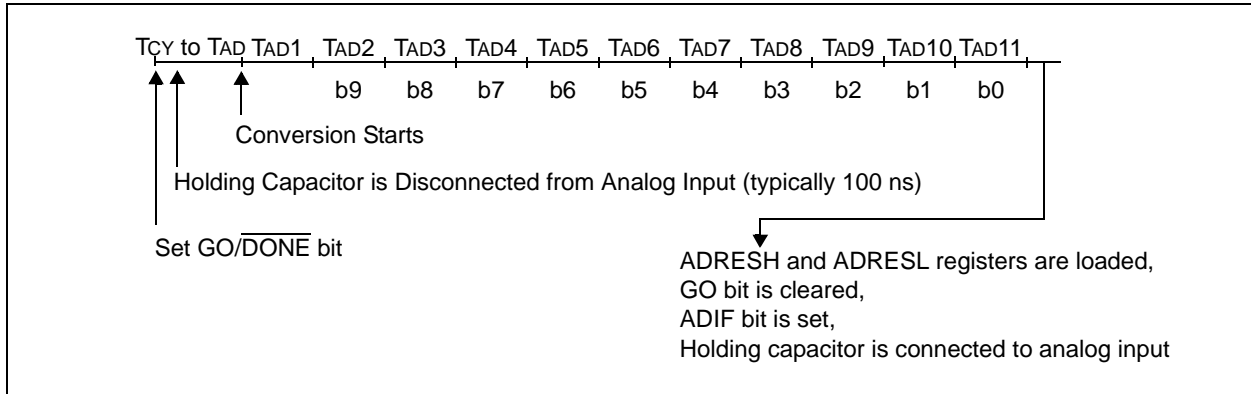 TCY to TAD TAD1 TAD2 TAD3 TAD4 TAD5 TAD6 TAD7 TAD8 TAD9 TAD10 TAD11
b9 b8 b7 b6 b5 b4 b3 b2 b1 b0
Conversion Starts
Holding Capacitor is Disconnected from Analog Input (typically 100 ns)
Set GO/DONE bit
ADRESH and ADRESL registers are loaded,
GO bit is cleared,
ADIF bit is set,
Holding capacitor is connected to analog input